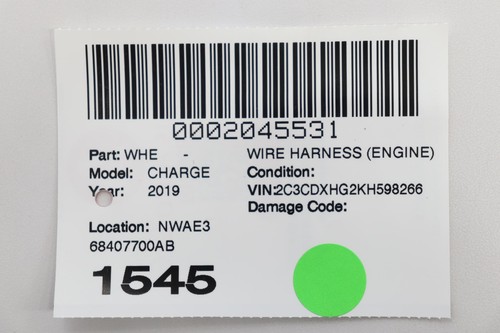 0002045531
Part: WHE - WIRE HARNESS (ENGINE)
Model: CHARGE Condition:
Year: 2019 VIN:2C3CDXHG2KH598266
Damage Code:
Location: NWAE3
68407700AB
1545